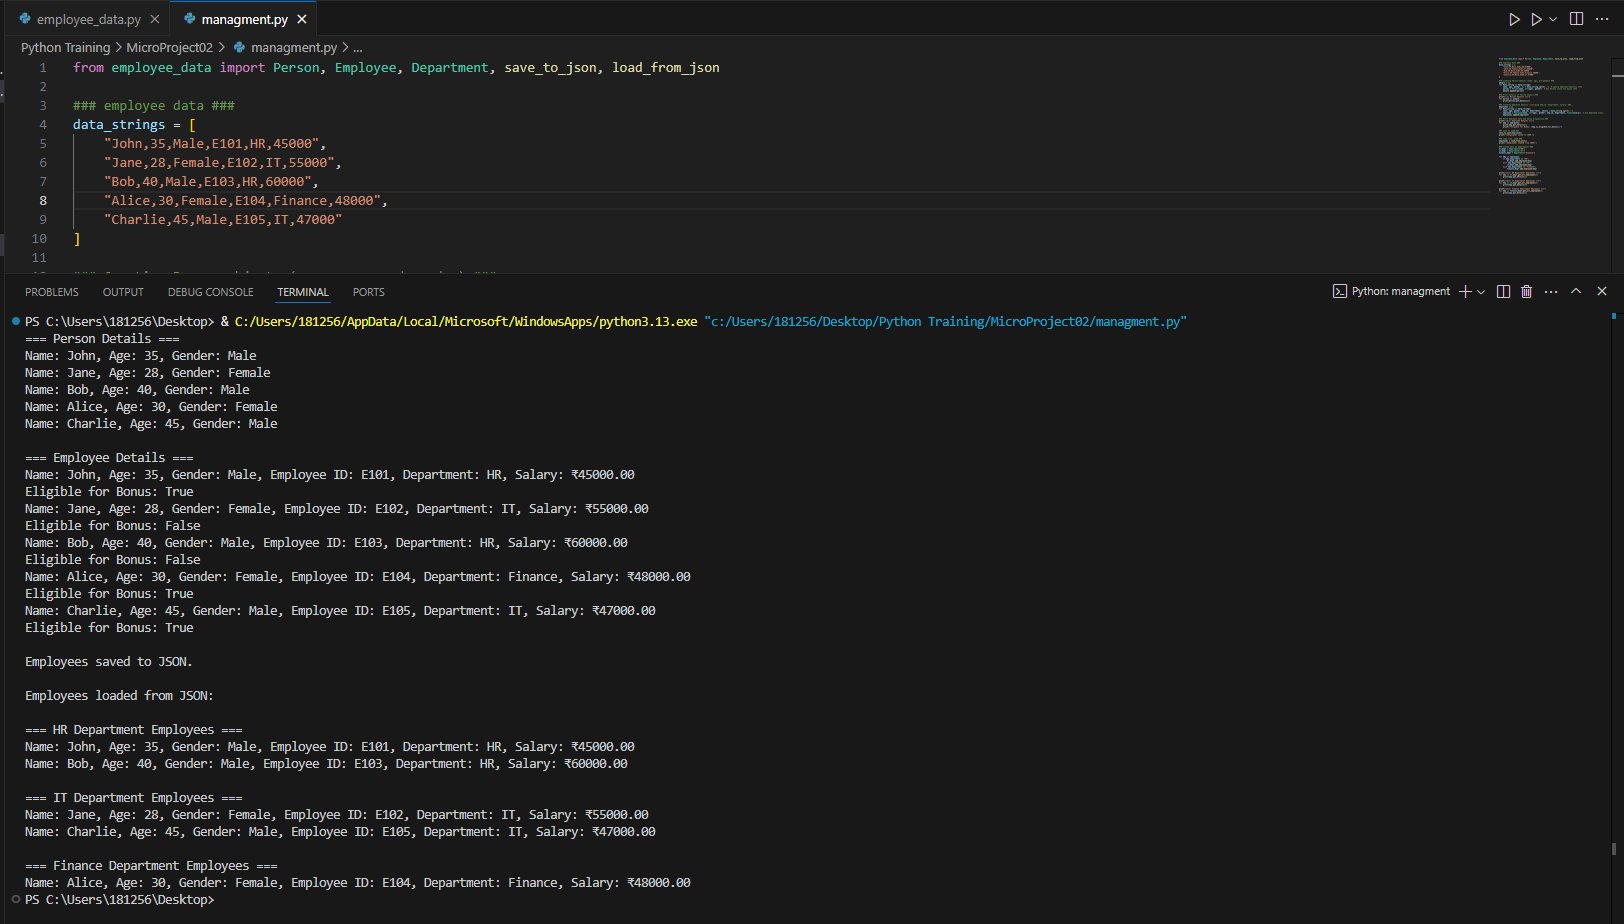 employee_data.py
managment.py
Python Training > MicroProject02 > managment.py > ...
1 from employee_data import Person, Employee, Department, save_to_json, load_from_json
2
3 ### employee data ###
4 data_strings = [
5 "John,35,Male,E101,HR,45000",
6 "Jane,28,Female,E102,IT,55000",
7 "Bob,40,Male,E103,HR,60000",
8 "Alice,30,Female,E104,Finance,48000",
9 "Charlie,45,Male,E105,IT,47000"
10 ]
11
PROBLEMS OUTPUT DEBUG CONSOLE TERMINAL PORTS
Python: managment
PS C:\Users\181256\Desktop> & C:/Users/181256/AppData/Local/Microsoft/WindowsApps/python3.13.exe "c:/Users/181256/Desktop/Python Training/MicroProject02/managment.py"
=== Person Details ===
Name: John, Age: 35, Gender: Male
Name: Jane, Age: 28, Gender: Female
Name: Bob, Age: 40, Gender: Male
Name: Alice, Age: 30, Gender: Female
Name: Charlie, Age: 45, Gender: Male

=== Employee Details ===
Name: John, Age: 35, Gender: Male, Employee ID: E101, Department: HR, Salary: ₹45000.00
Eligible for Bonus: True
Name: Jane, Age: 28, Gender: Female, Employee ID: E102, Department: IT, Salary: ₹55000.00
Eligible for Bonus: False
Name: Bob, Age: 40, Gender: Male, Employee ID: E103, Department: HR, Salary: ₹60000.00
Eligible for Bonus: False
Name: Alice, Age: 30, Gender: Female, Employee ID: E104, Department: Finance, Salary: ₹48000.00
Eligible for Bonus: True
Name: Charlie, Age: 45, Gender: Male, Employee ID: E105, Department: IT, Salary: ₹47000.00
Eligible for Bonus: True

Employees saved to JSON.

Employees loaded from JSON:

=== HR Department Employees ===
Name: John, Age: 35, Gender: Male, Employee ID: E101, Department: HR, Salary: ₹45000.00
Name: Bob, Age: 40, Gender: Male, Employee ID: E103, Department: HR, Salary: ₹60000.00

=== IT Department Employees ===
Name: Jane, Age: 28, Gender: Female, Employee ID: E102, Department: IT, Salary: ₹55000.00
Name: Charlie, Age: 45, Gender: Male, Employee ID: E105, Department: IT, Salary: ₹47000.00

=== Finance Department Employees ===
Name: Alice, Age: 30, Gender: Female, Employee ID: E104, Department: Finance, Salary: ₹48000.00
PS C:\Users\181256\Desktop>